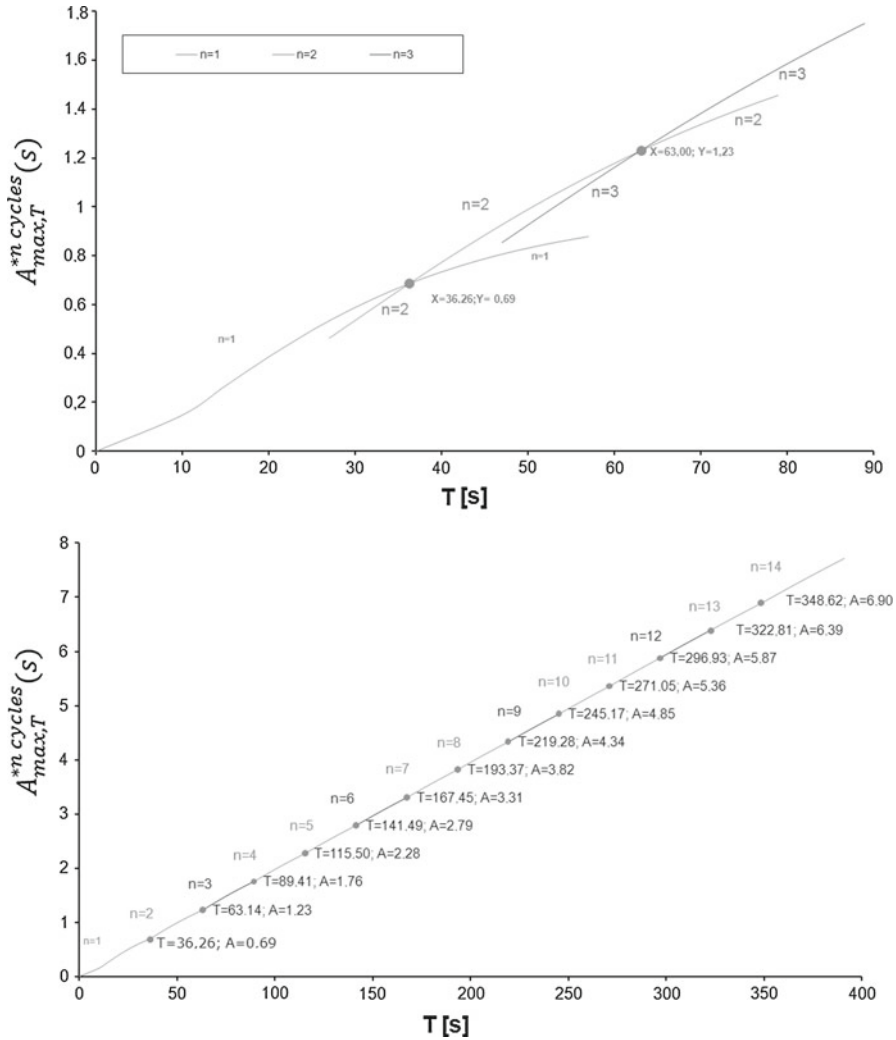 1.8
1.6
1.4
1.2
1
0.8
0.6
0.4
0,2
0
n=1 n=2 n=3
n=3
n=2
X=63,00; Y=1,23
n=3
n=2
n=1
X=36.26;Y= 0.69
n=2
n=1
A*n cycles max,T (s)
0 10 20 30 40 50 60 70 80 90
T [s]
8
7
6
5
4
3
2
1
0
n=14
T=348.62; A=6.90
n=13
T=322.81; A=6.39
n=12
T=296.93; A=5.87
n=11
T=271.05; A=5.36
n=10
T=245.17; A=4.85
n=9
T=219.28; A=4.34
n=8
T=193.37; A=3.82
n=7
T=167.45; A=3.31
n=6
T=141.49; A=2.79
n=5
T=115.50; A=2.28
n=4
T=89.41; A=1.76
n=3
T=63.14; A=1.23
n=2
T=36.26; A=0.69
n=1
A*n cycles max,T (s)
0 50 100 150 200 250 300 350 400
T [s]